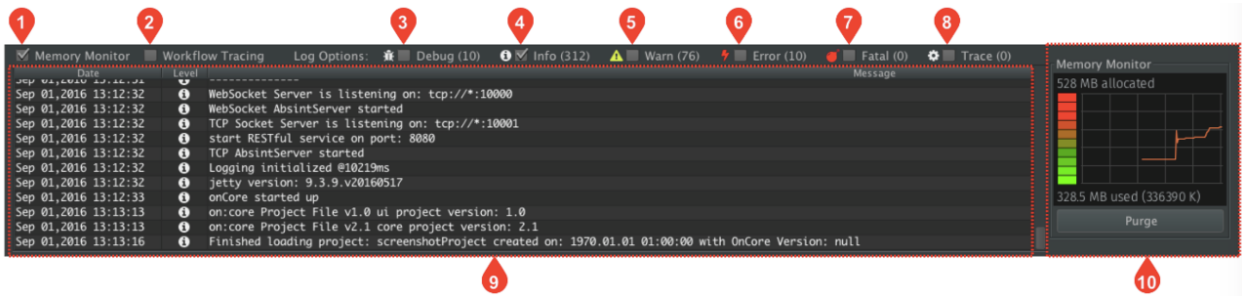 1 2 3 4 5 6 7 8
Memory Monitor Workflow Tracing Log Options: Debug (10) Info (312) Warn (76) Error (10) Fatal (0) Trace (0)
Date Level Message
Sep 01,2016 13:12:31 --------------
Sep 01,2016 13:12:32 WebSocket Server is listening on: tcp://*:10000
Sep 01,2016 13:12:32 WebSocket AbsintServer started
Sep 01,2016 13:12:32 TCP Socket Server is listening on: tcp://*:10001
Sep 01,2016 13:12:32 start RESTful service on port: 8080
Sep 01,2016 13:12:32 TCP AbsintServer started
Sep 01,2016 13:12:32 Logging initialized @10219ms
Sep 01,2016 13:12:32 jetty version: 9.3.9.v20160517
Sep 01,2016 13:12:33 onCore started up
Sep 01,2016 13:13:13 on:core Project File v1.0 ui project version: 1.0
Sep 01,2016 13:13:13 on:core Project File v2.1 core project version: 2.1
Sep 01,2016 13:13:16 Finished loading project: screenshotProject created on: 1970.01.01 01:00:00 with OnCore Version: null
Memory Monitor
528 MB allocated
328.5 MB used (336390 K)
Purge
9 10